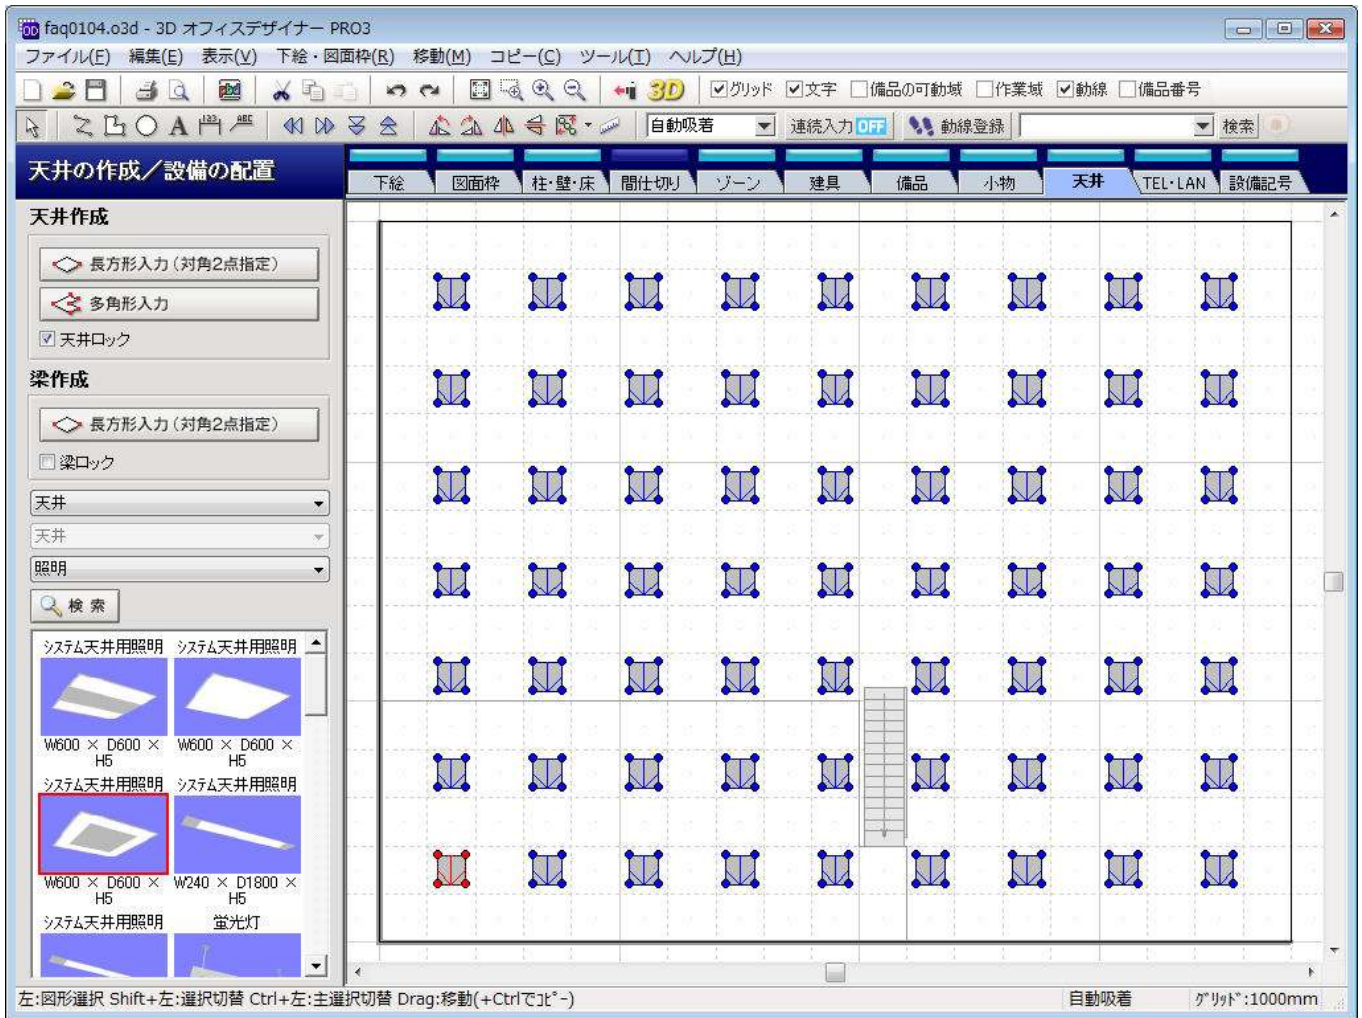 faq0104.o3d - 3D オフィスデザイナー PRO3
ファイル(F) 編集(E) 表示(V) 下絵・図面枠(R) 移動(M) コピー(C) ツール(T) ヘルプ(H)
3D グリッド 文字 備品の可動域 作業域 動線 備品番号
A 123 ABC 自動吸着 連続入力 OFF 動線登録 検索
天井の作成／設備の配置
下絵 図面枠 柱・壁・床 間仕切り ゾーン 建具 備品 小物 天井 TEL・LAN 設備記号
天井作成
長方形入力（対角2点指定）
多角形入力
天井ロック
梁作成
長方形入力（対角2点指定）
梁ロック
天井
天井
照明
検 索
システム天井用照明 システム天井用照明
W600 × D600 × H5 W600 × D600 × H5
システム天井用照明 システム天井用照明
W600 × D600 × H5 W240 × D1800 × H5
システム天井用照明 蛍光灯
左:図形選択 Shift+左:選択切替 Ctrl+左:主選択切替 Drag:移動(+Ctrlでｺﾋﾟｰ) 自動吸着 ｸﾞﾘｯﾄﾞ:1000mm